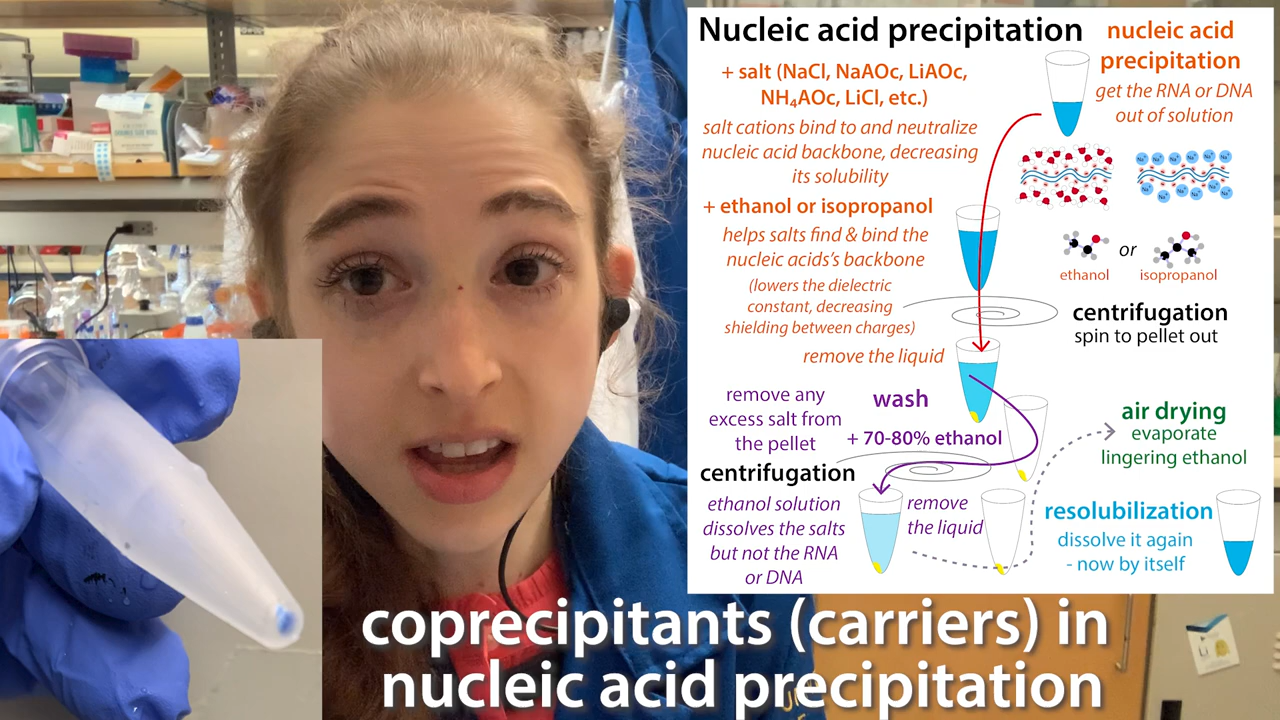 Nucleic acid precipitation
+ salt (NaCl, NaAOc, LiAOc,
NH₄AOc, LiCl, etc.)
salt cations bind to and neutralize
nucleic acid backbone, decreasing
its solubility
+ ethanol or isopropanol
helps salts find & bind the
nucleic acids's backbone
(lowers the dielectric
constant, decreasing
shielding between charges)
remove the liquid
nucleic acid
precipitation
get the RNA or DNA
out of solution
ethanol
or
isopropanol
centrifugation
spin to pellet out
remove any
excess salt from
the pellet
wash
+ 70-80% ethanol
centrifugation
ethanol solution
dissolves the salts
but not the RNA
or DNA
remove
the liquid
air drying
evaporate
lingering ethanol
resolubilization
dissolve it again
- now by itself
coprecipitants (carriers) in
nucleic acid precipitation